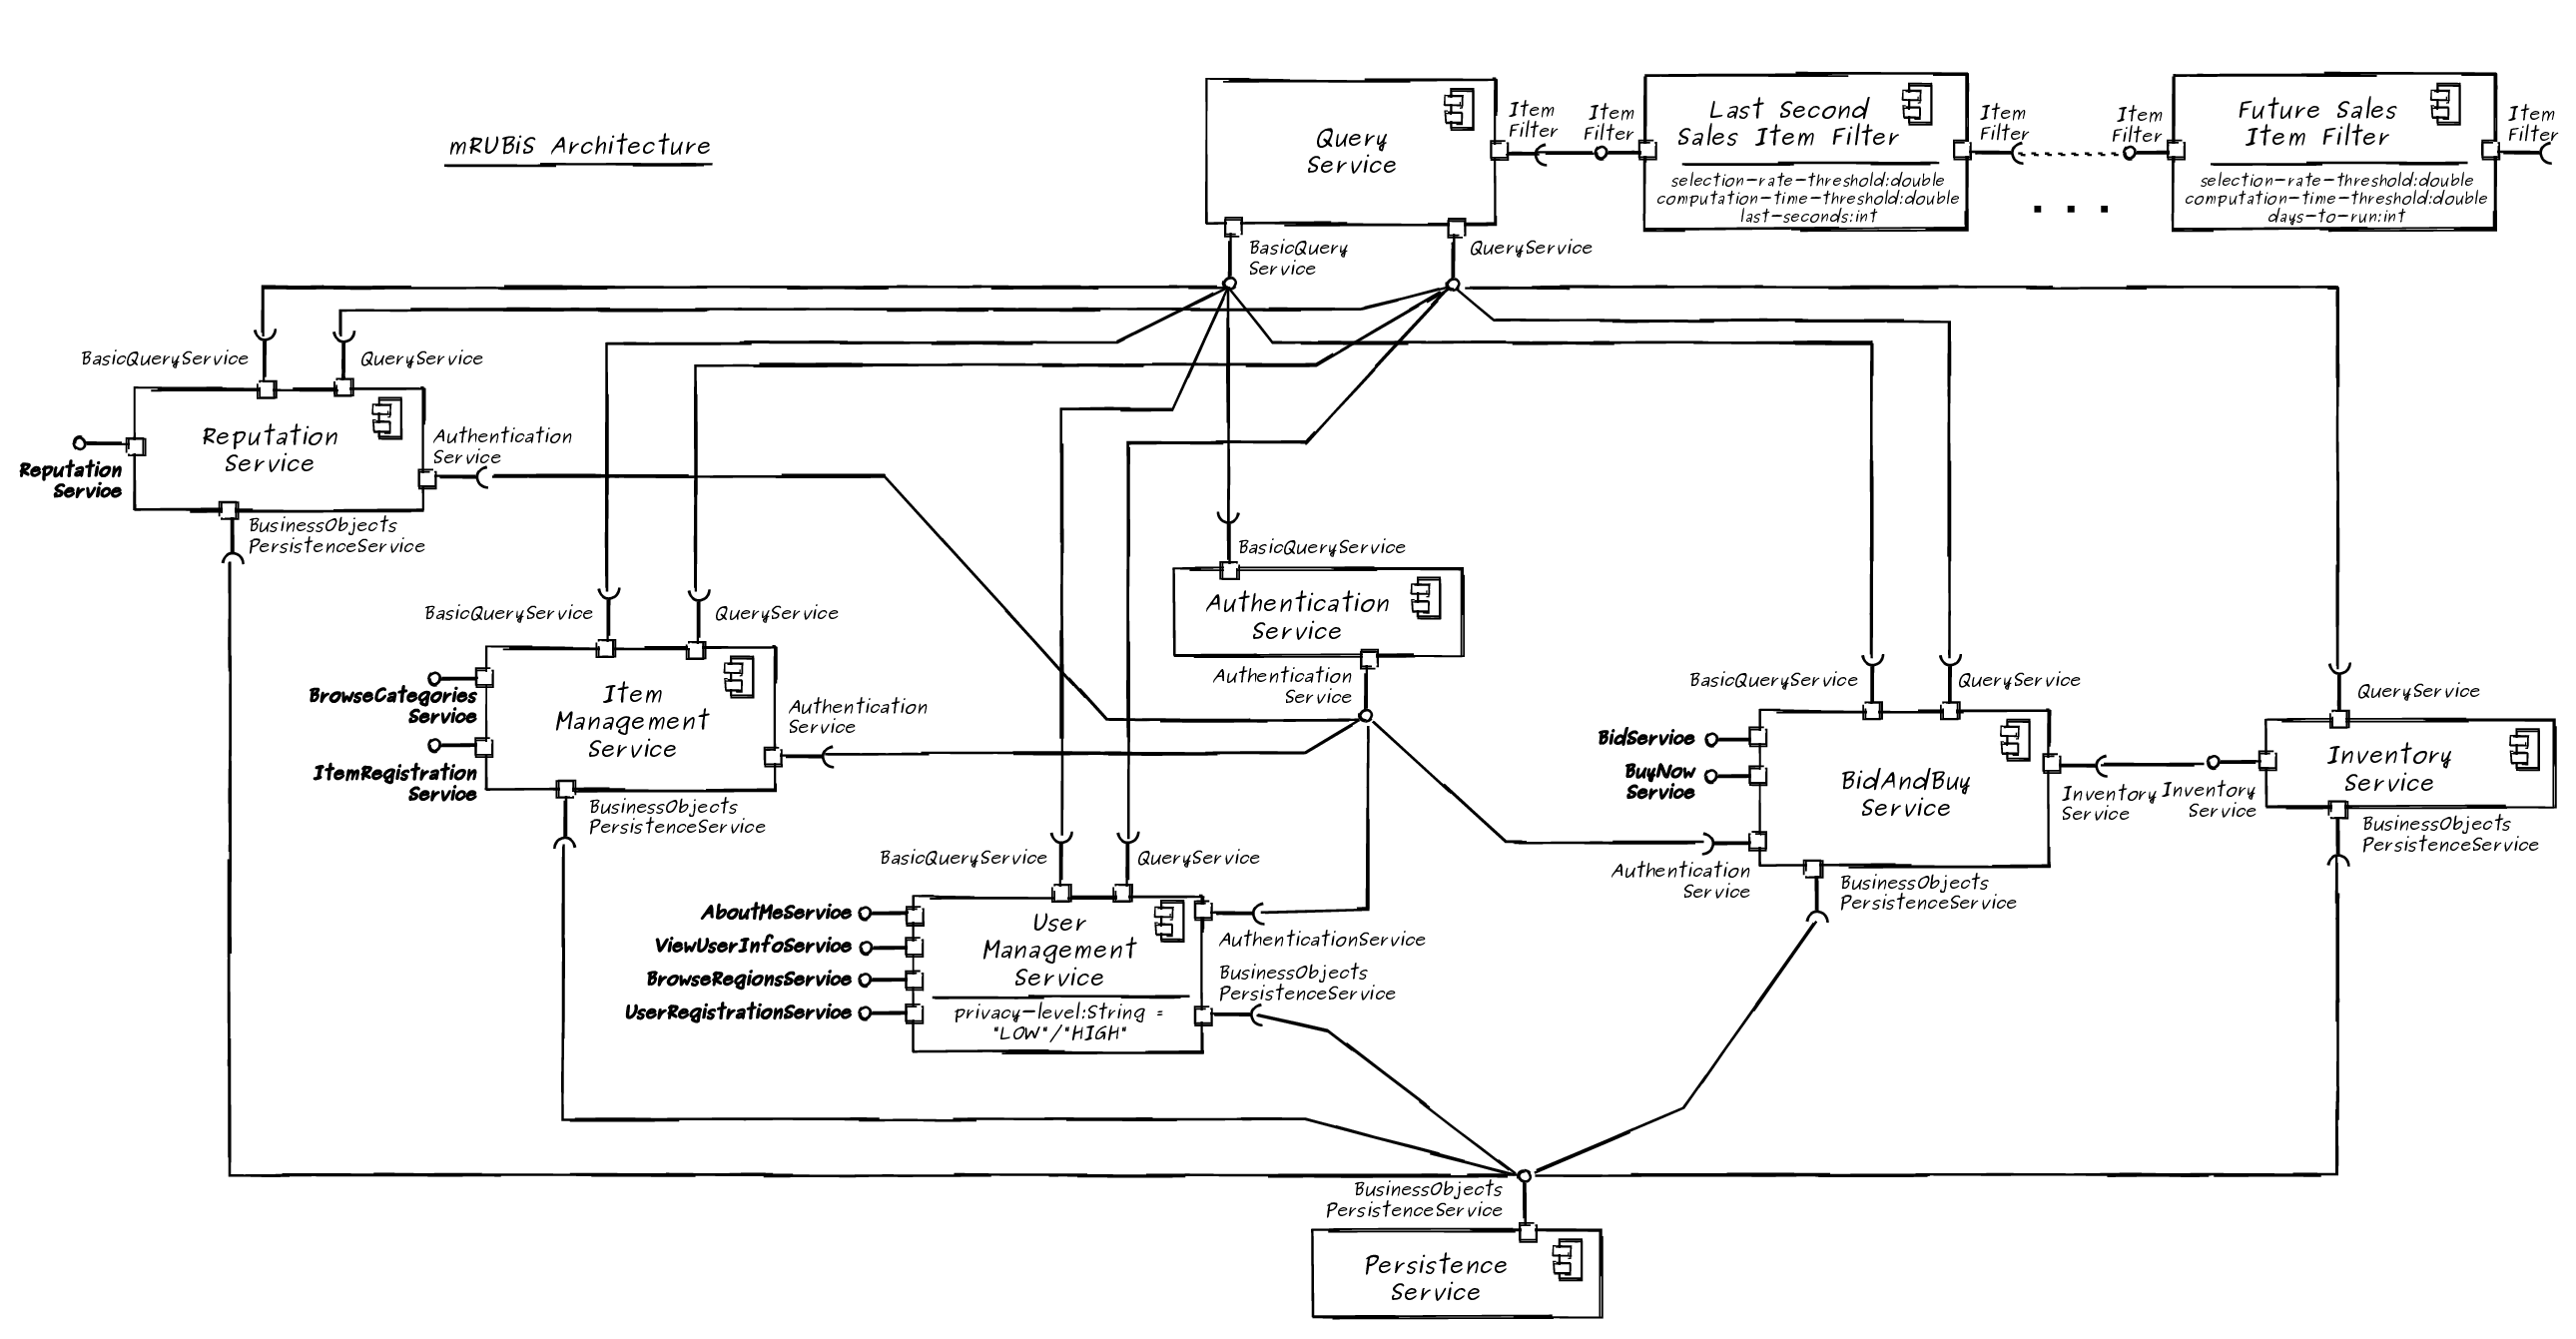 mRUBiS Architecture
Query
Service
Item
Filter
Item
Filter
Last Second
Sales Item Filter
selection-rate-threshold:double
computation-time-threshold:double
last-seconds:int
Item
Filter
. . .
Item
Filter
Future Sales
Item Filter
selection-rate-threshold:double
computation-time-threshold:double
days-to-run:int
Item
Filter
BasicQuery
Service
QueryService
BasicQueryService
QueryService
Reputation
Service
Reputation
Service
Authentication
Service
BusinessObjects
PersistenceService
BasicQueryService
Authentication
Service
Authentication
Service
BasicQueryService
QueryService
Item
Management
Service
BrowseCategories
Service
ItemRegistration
Service
Authentication
Service
BusinessObjects
PersistenceService
BasicQueryService
QueryService
BidService
BuyNow
Service
BidAndBuy
Service
Authentication
Service
BusinessObjects
PersistenceService
Inventory
Service
Inventory
Service
QueryService
Inventory
Service
BusinessObjects
PersistenceService
BasicQueryService
QueryService
AboutMeService
ViewUserInfoService
BrowseRegionsService
UserRegistrationService
User
Management
Service
privacy-level:String =
"LOW"/"HIGH"
AuthenticationService
BusinessObjects
PersistenceService
BusinessObjects
PersistenceService
Persistence
Service